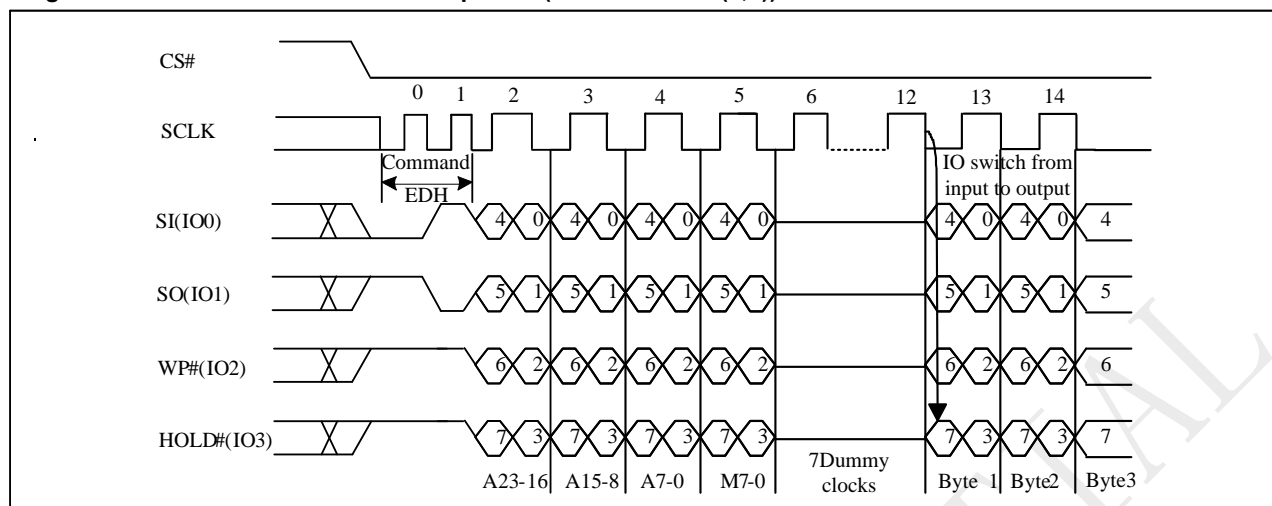 CS#
0 1 2 3 4 5 6 12 13 14
SCLK
Command
EDH
IO switch from
input to output
SI(IO0) 4 0 4 0 4 0 4 0 4 0 4 0 4
SO(IO1) 5 1 5 1 5 1 5 1 5 1 5 1 5
WP#(IO2) 6 2 6 2 6 2 6 2 6 2 6 2 6
HOLD#(IO3) 7 3 7 3 7 3 7 3 7 3 7 3 7
A23-16 A15-8 A7-0 M7-0 7Dummy
clocks
Byte 1 Byte2 Byte3